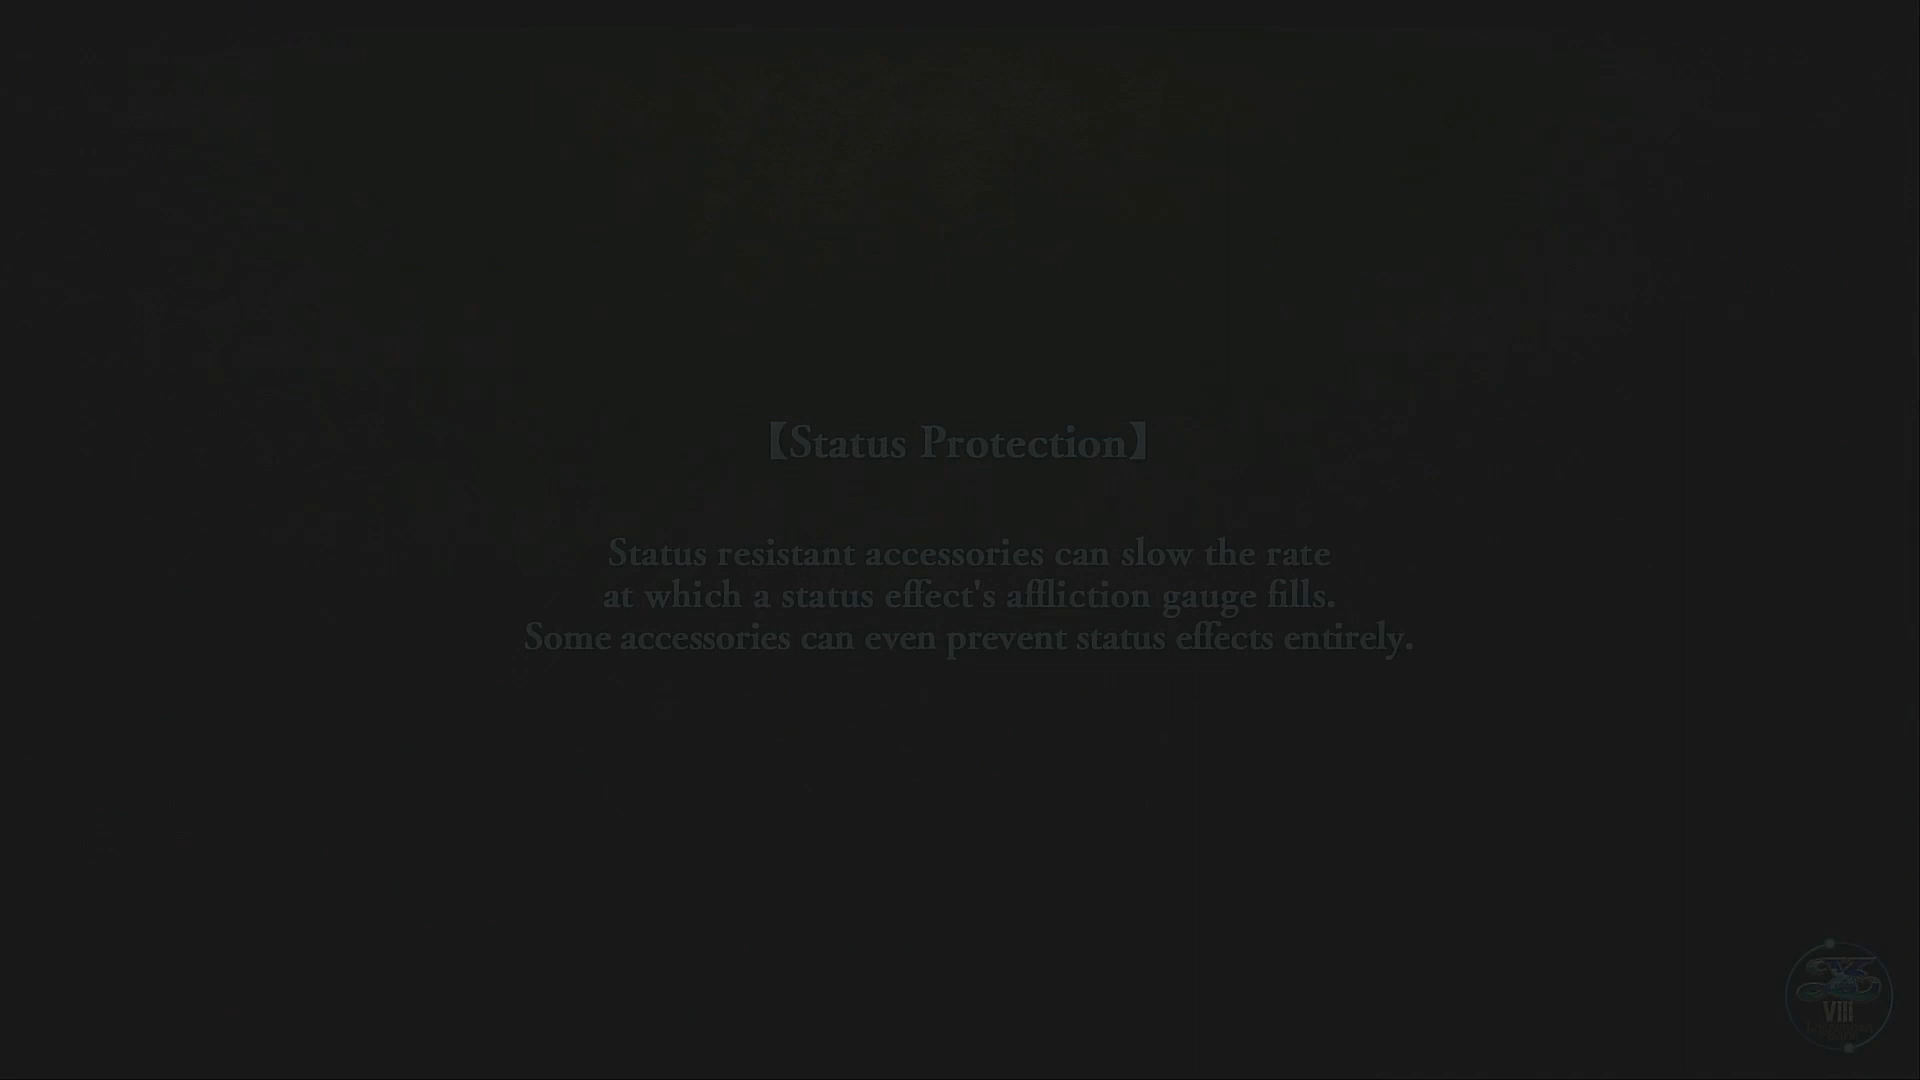 【Status Protection】
Status resistant accessories can slow the rate
at which a status effect's affliction gauge fills.
Some accessories can even prevent status effects entirely.
Ys
VIII